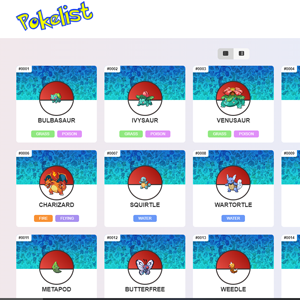 Pokelist
#0001
#0002
#0003
#0004
BULBASAUR
IVYSAUR
VENUSAUR
GRASS POISON
GRASS POISON
GRASS POISON
#0006
#0007
#0008
#0009
CHARIZARD
SQUIRTLE
WARTORTLE
FIRE FLYING
WATER
WATER
#0011
#0012
#0013
#0014
METAPOD
BUTTERFREE
WEEDLE